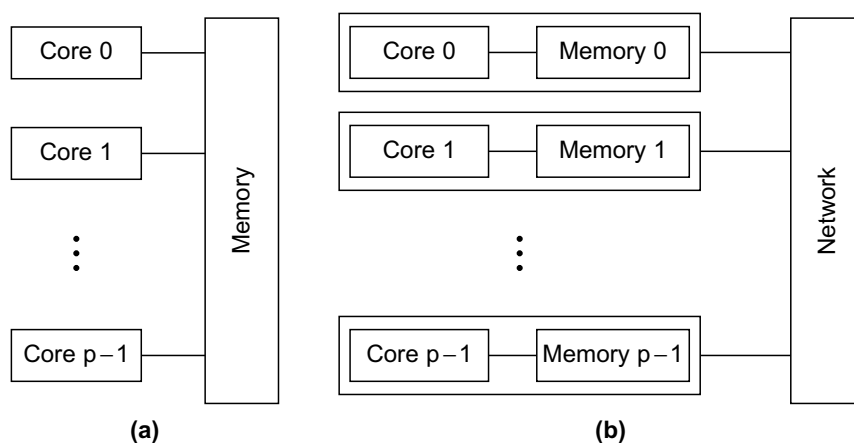 Core 0
Core 1
Core p−1
Memory
(a)
Core 0
Memory 0
Core 1
Memory 1
Core p−1
Memory p−1
Network
(b)